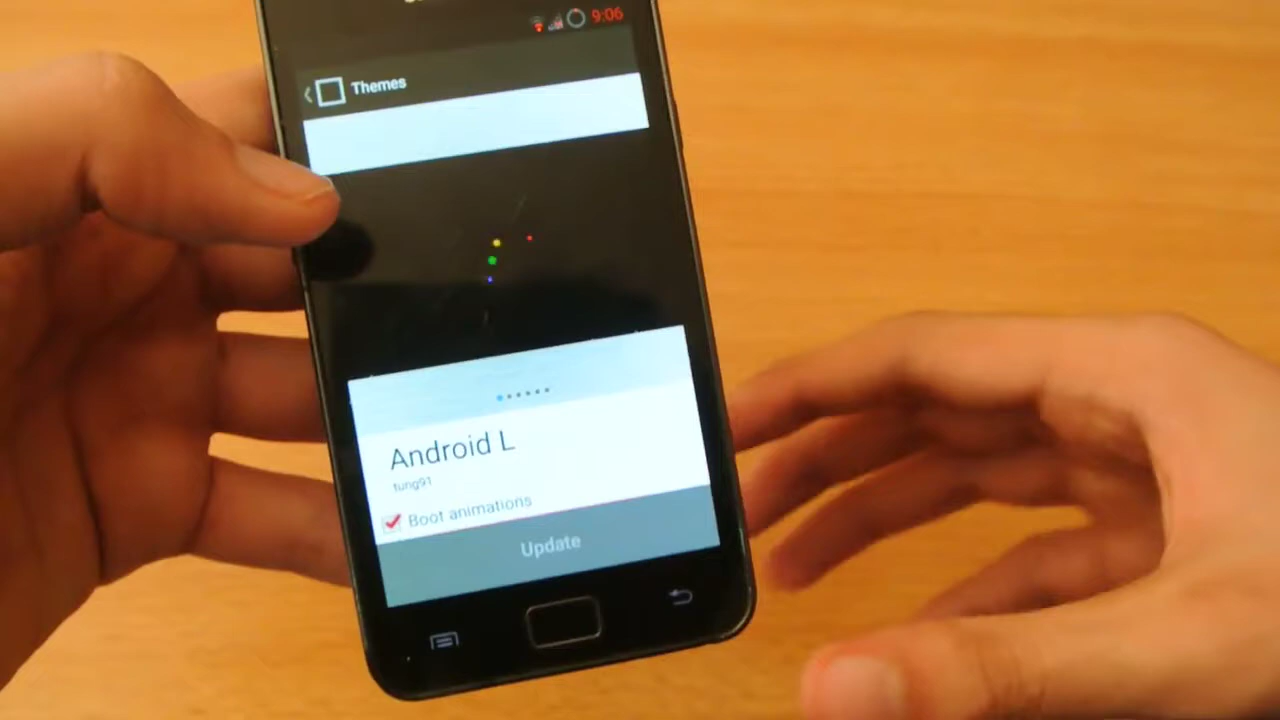 9:06
Themes
Android L
tung91
Boot animations
Update